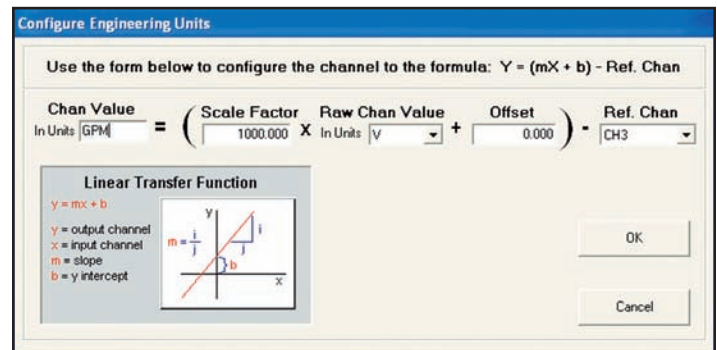 Configure Engineering Units
Use the form below to configure the channel to the formula: Y = (mX + b) - Ref. Chan
Chan Value Scale Factor Raw Chan Value Offset Ref. Chan
In Units GPM = ( 1000.000 X In Units V + 0.000 ) - CH3
Linear Transfer Function
y = mx + b
y = output channel
x = input channel
m = slope
b = y intercept
y
m = i/j
i
j
b
x
OK
Cancel